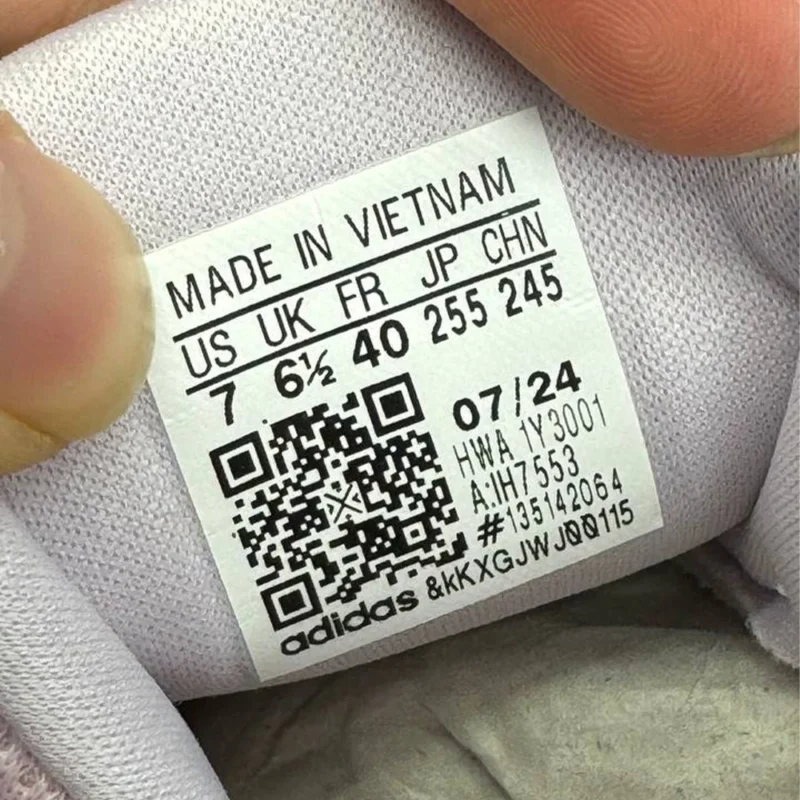 MADE IN VIETNAM
US UK FR JP CHN
7 6½ 40 255 245
07/24
HWA 1Y3001
A:IH7553
#135142064
adidas &kKXGJWJ00115